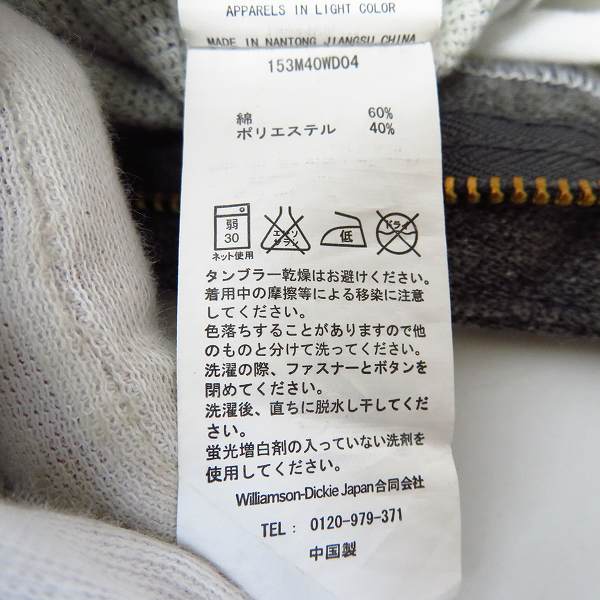 APPARELS IN LIGHT COLOR
MADE IN NANTONG JIANGSU, CHINA
153M40WD04
綿 60%
ポリエステル 40%
弱
30
ネット使用
エンソ
サラシ
低
ドライ
タンブラー乾燥はお避けください。
着用中の摩擦等による移染に注意
してください。
色落ちすることがありますので他
のものと分けて洗ってください。
洗濯の際、ファスナーとボタンを
閉めてください。
洗濯後、直ちに脱水し干してくだ
さい。
蛍光増白剤の入っていない洗剤を
使用してください。
Williamson-Dickie Japan合同会社
TEL： 0120-979-371
中国製